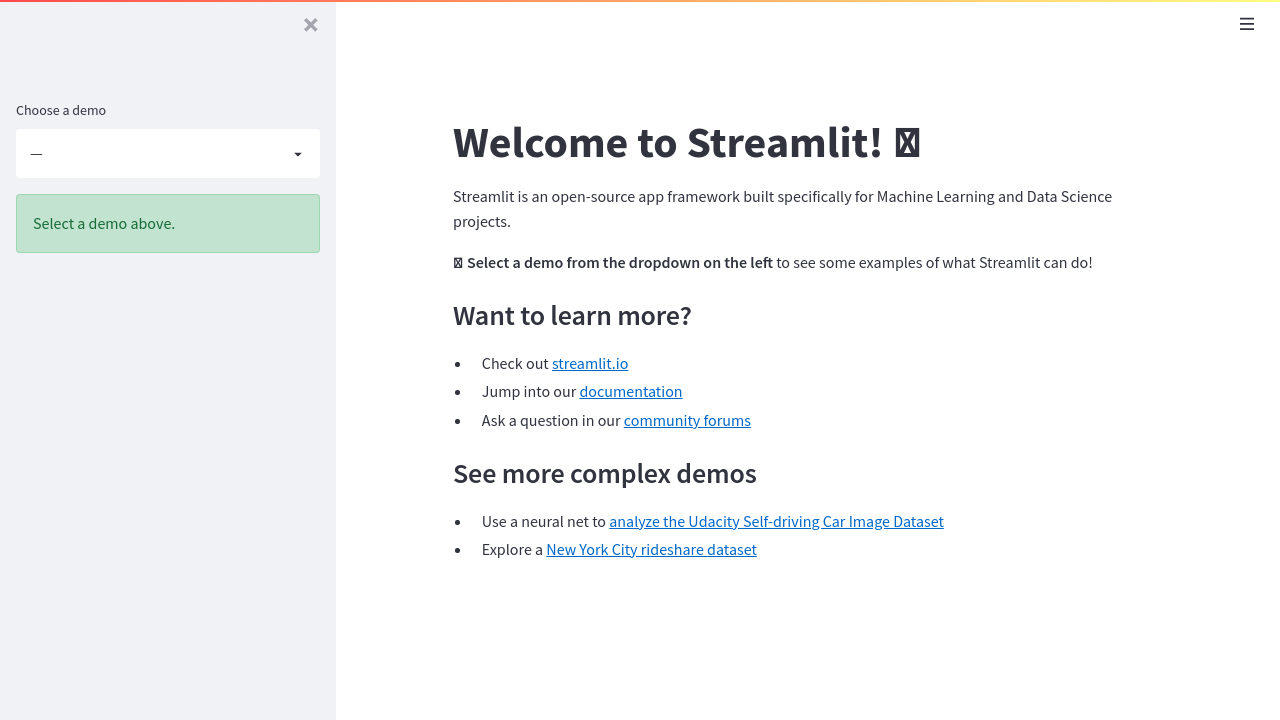 Choose a demo
—
Select a demo above.
Welcome to Streamlit!
Streamlit is an open-source app framework built specifically for Machine Learning and Data Science
projects.
Select a demo from the dropdown on the left to see some examples of what Streamlit can do!
Want to learn more?
• Check out streamlit.io
• Jump into our documentation
• Ask a question in our community forums
See more complex demos
• Use a neural net to analyze the Udacity Self-driving Car Image Dataset
• Explore a New York City rideshare dataset